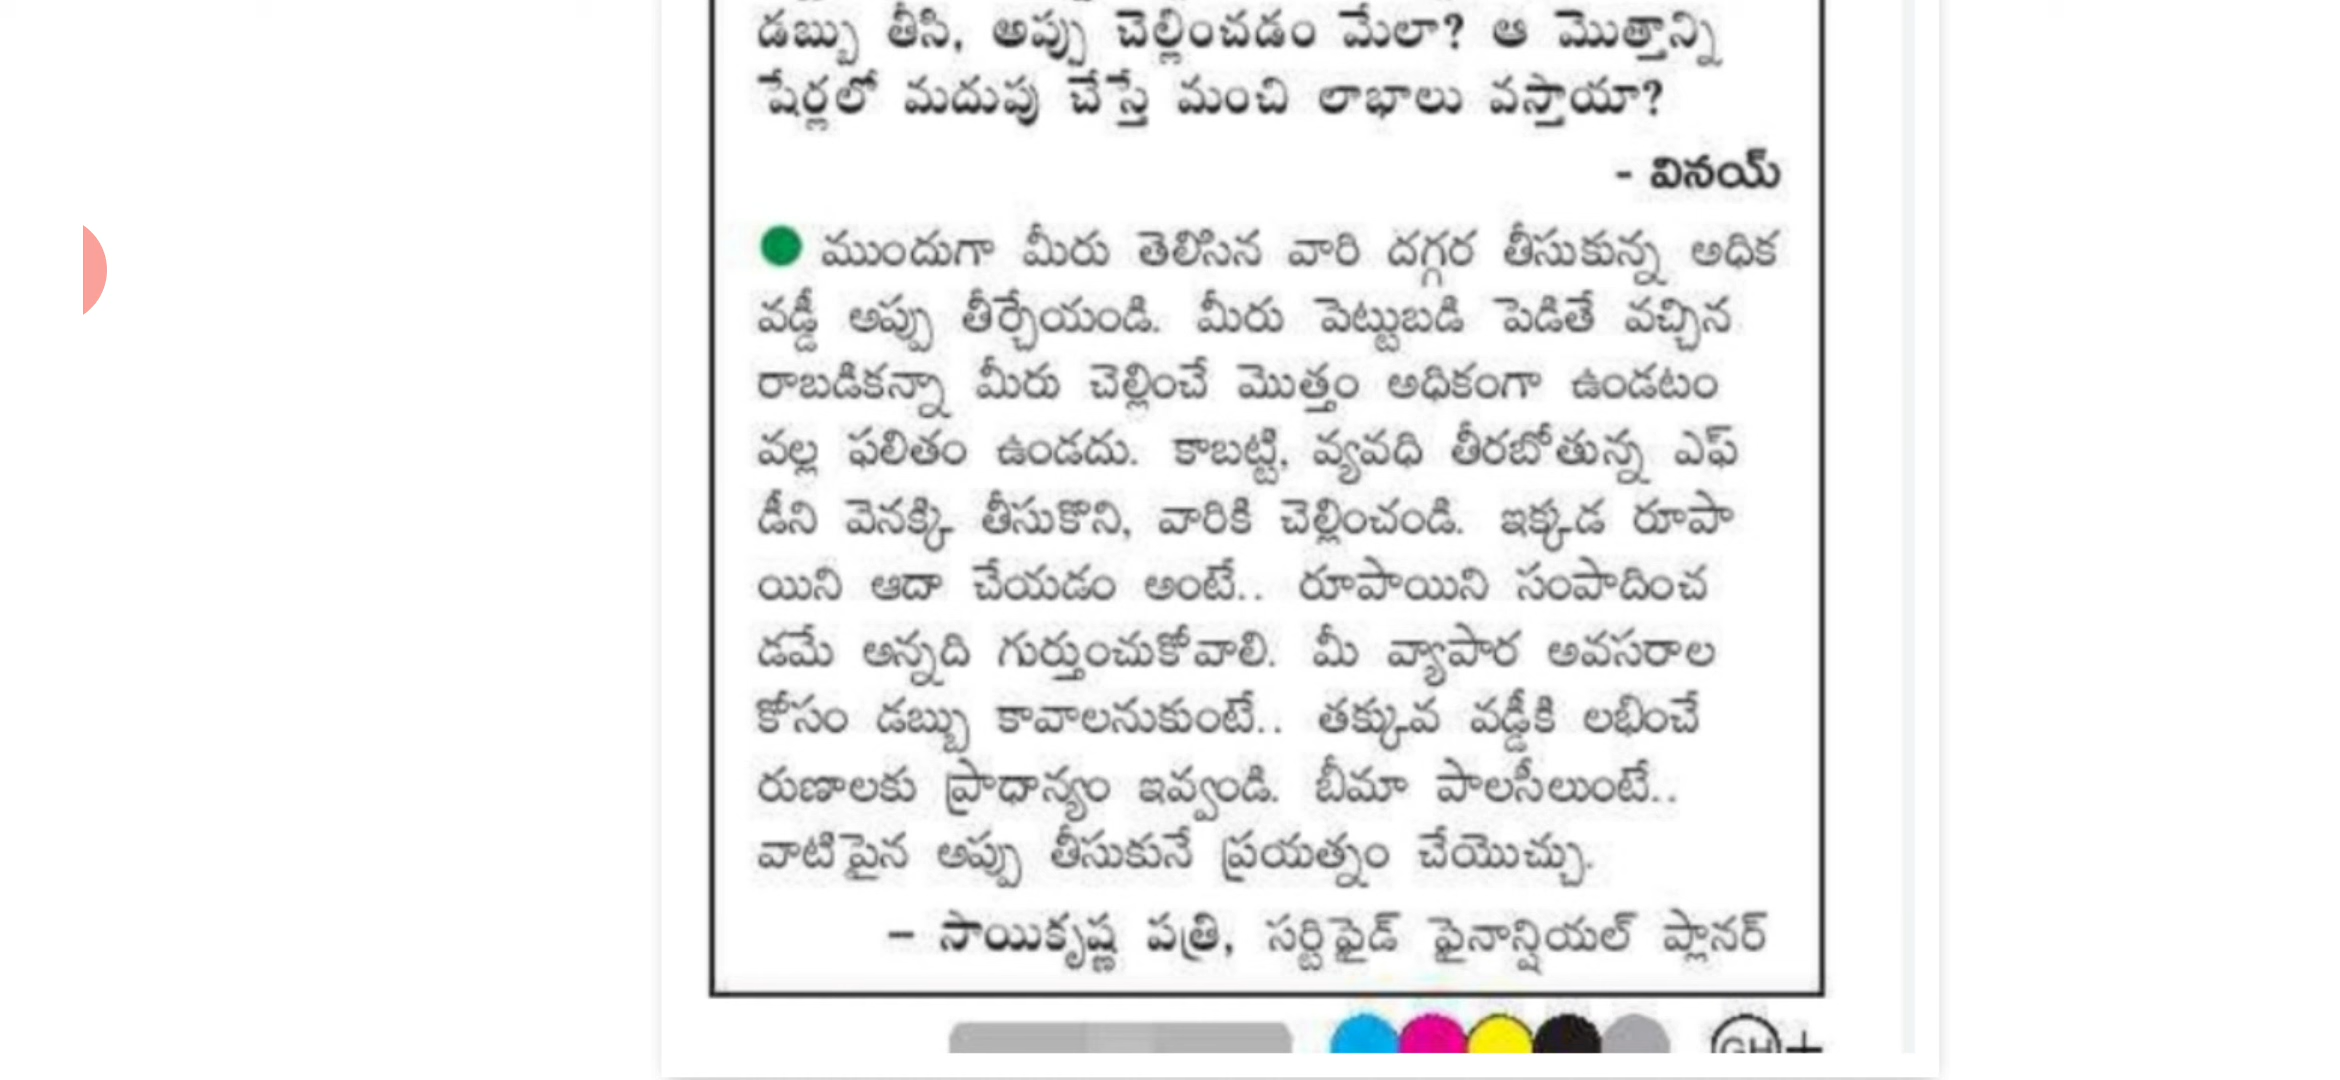 డబ్బు తీసి, అప్పు చెల్లించడం మేలా? ఆ మొత్తాన్ని
షేర్లలో మదుపు చేస్తే మంచి లాభాలు వస్తాయా?
- వినయ్
● ముందుగా మీరు తెలిసిన వారి దగ్గర తీసుకున్న అధిక
వడ్డీ అప్పు తీర్చేయండి. మీరు పెట్టుబడి పెడితే వచ్చిన
రాబడికన్నా మీరు చెల్లించే మొత్తం అధికంగా ఉండటం
వల్ల ఫలితం ఉండదు. కాబట్టి, వ్యవధి తీరబోతున్న ఎఫ్
డీని వెనక్కి తీసుకొని, వారికి చెల్లించండి. ఇక్కడ రూపా
యిని ఆదా చేయడం అంటే.. రూపాయిని సంపాదించ
డమే అన్నది గుర్తుంచుకోవాలి. మీ వ్యాపార అవసరాల
కోసం డబ్బు కావాలనుకుంటే.. తక్కువ వడ్డీకి లభించే
రుణాలకు ప్రాధాన్యం ఇవ్వండి. బీమా పాలసీలుంటే..
వాటిపైన అప్పు తీసుకునే ప్రయత్నం చేయొచ్చు.
– సాయికృష్ణ పత్రి, సర్టిఫైడ్ ఫైనాన్షియల్ ప్లానర్
GH+